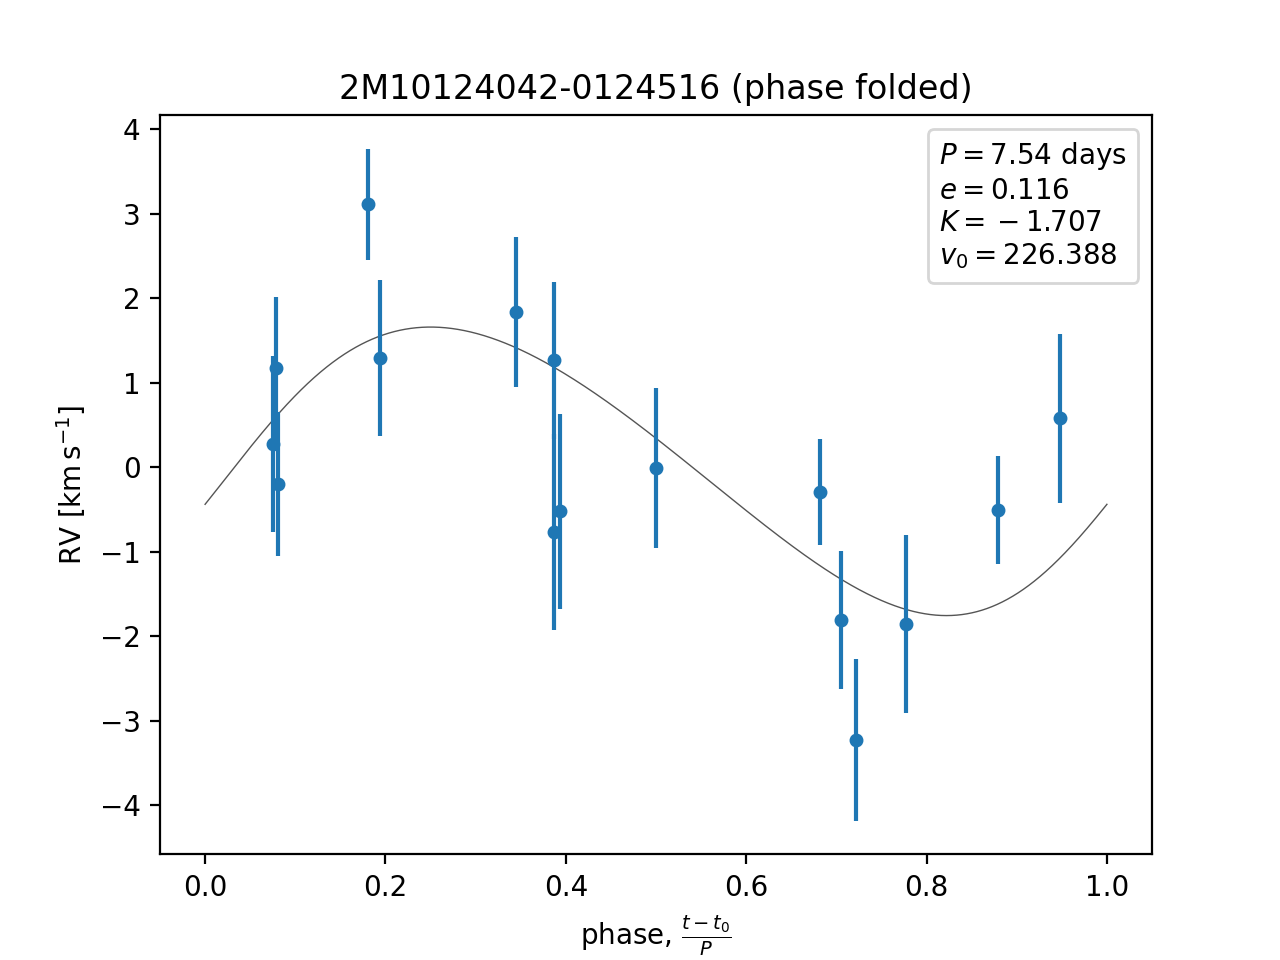 2M10124042-0124516 (phase folded)
P = 7.54 days
e = 0.116
K = −1.707
v₀ = 226.388
4
3
2
1
0
−1
−2
−3
−4
RV [km s⁻¹]
0.0 0.2 0.4 0.6 0.8 1.0
phase, (t − t₀)/P